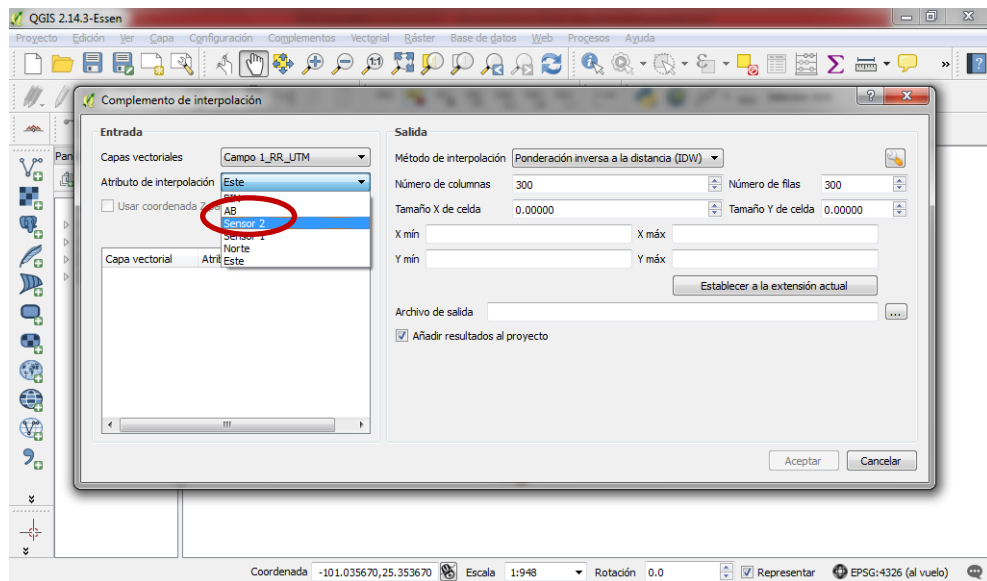 QGIS 2.14.3-Essen
Proyecto Edición Ver Capa Configuración Complementos Vectorial Ráster Base de datos Web Procesos Ayuda
Complemento de interpolación
Entrada
Capas vectoriales Campo 1_RR_UTM
Atributo de interpolación Este
Usar coordenada Z
AB
Sensor 2
Sensor 1
Norte
Este
Capa vectorial Atrib
Salida
Método de interpolación Ponderación inversa a la distancia (IDW)
Número de columnas 300 Número de filas 300
Tamaño X de celda 0.00000 Tamaño Y de celda 0.00000
X mín X máx
Y mín Y máx
Establecer a la extensión actual
Archivo de salida ...
Añadir resultados al proyecto
Aceptar Cancelar
Pan
Coordenada -101.035670,25.353670 Escala 1:948 Rotación 0.0 Representar EPSG:4326 (al vuelo)